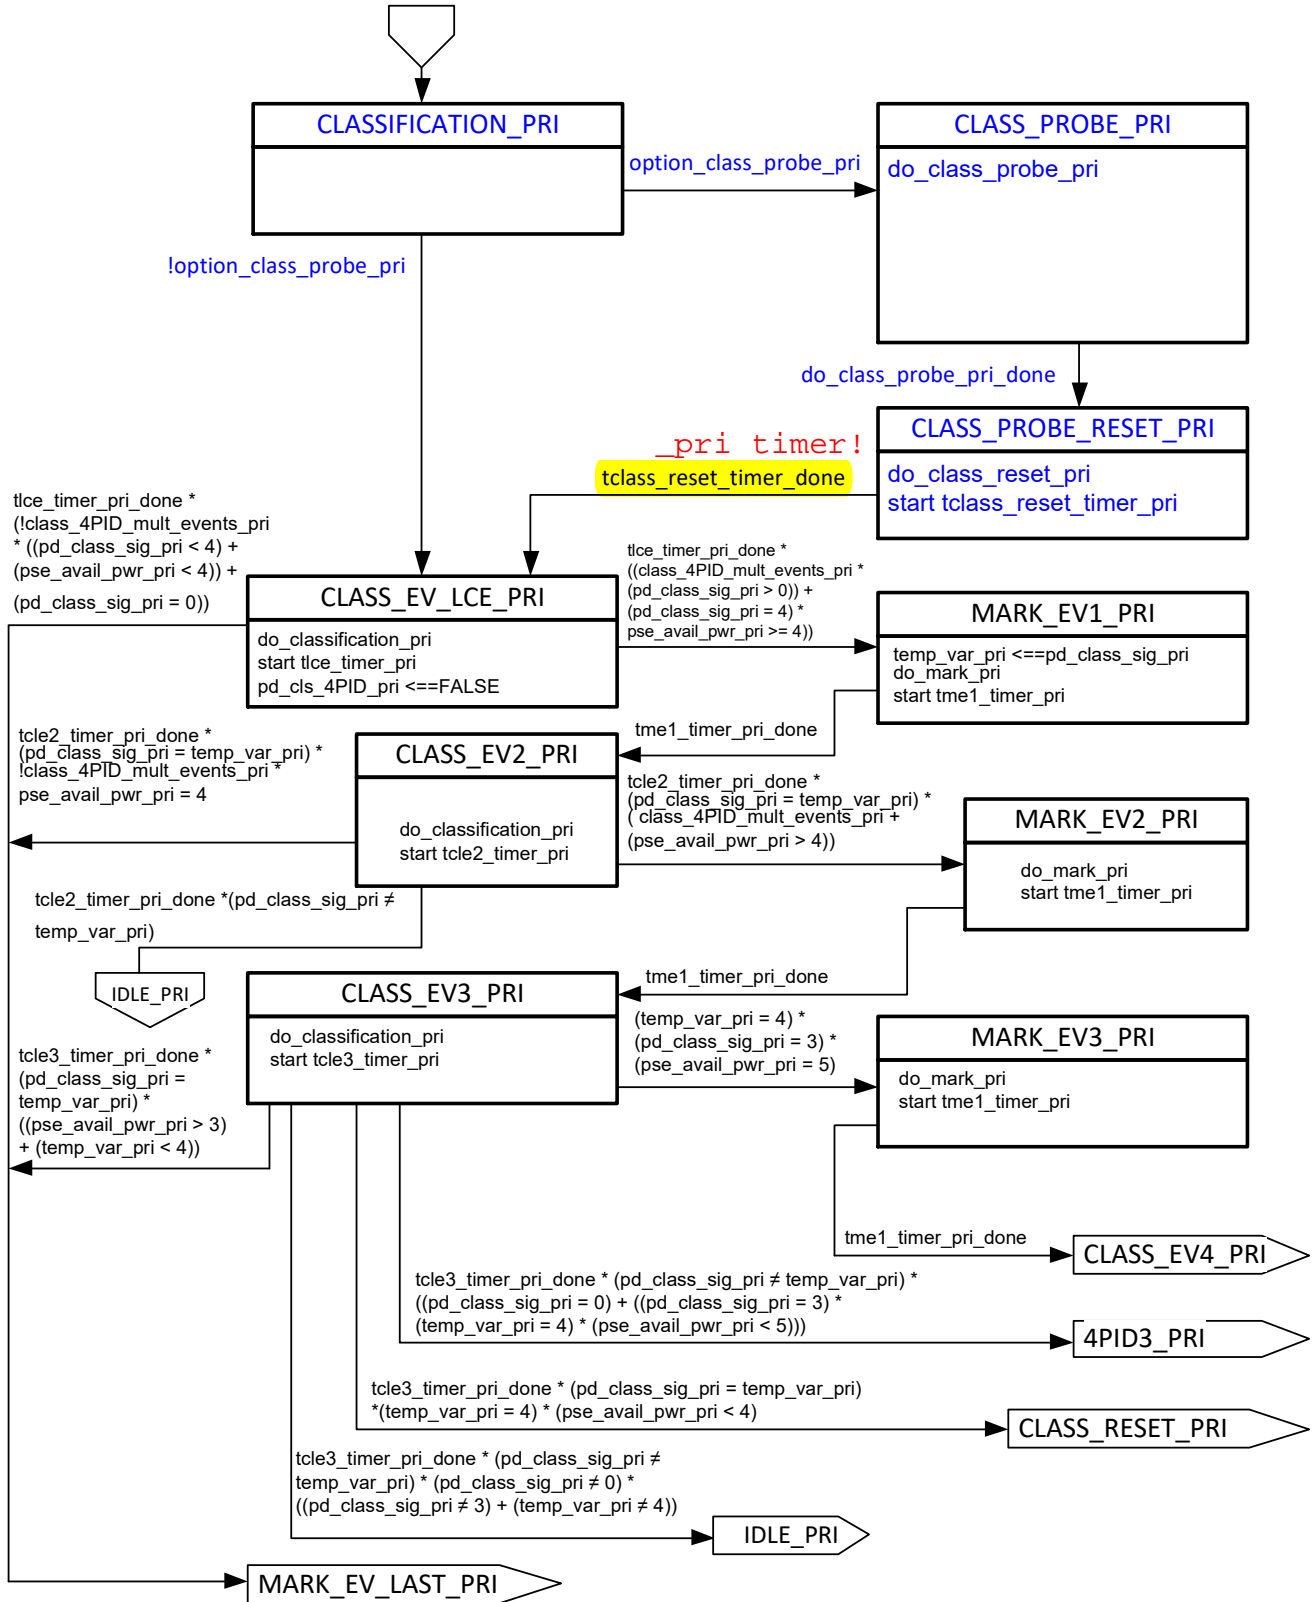 CLASSIFICATION_PRI
CLASS_PROBE_PRI
do_class_probe_pri
option_class_probe_pri
!option_class_probe_pri
do_class_probe_pri_done
CLASS_PROBE_RESET_PRI
do_class_reset_pri
start tclass_reset_timer_pri
_pri timer!
tclass_reset_timer_done
tlce_timer_pri_done *
(!class_4PID_mult_events_pri
* ((pd_class_sig_pri < 4) +
(pse_avail_pwr_pri < 4)) +
(pd_class_sig_pri = 0))
CLASS_EV_LCE_PRI
do_classification_pri
start tlce_timer_pri
pd_cls_4PID_pri <==FALSE
tlce_timer_pri_done *
((class_4PID_mult_events_pri *
(pd_class_sig_pri > 0)) +
(pd_class_sig_pri = 4) *
pse_avail_pwr_pri >= 4))
MARK_EV1_PRI
temp_var_pri <==pd_class_sig_pri
do_mark_pri
start tme1_timer_pri
tme1_timer_pri_done
tcle2_timer_pri_done *
(pd_class_sig_pri = temp_var_pri) *
!class_4PID_mult_events_pri *
pse_avail_pwr_pri = 4
CLASS_EV2_PRI
do_classification_pri
start tcle2_timer_pri
tcle2_timer_pri_done *
(pd_class_sig_pri = temp_var_pri) *
( class_4PID_mult_events_pri +
(pse_avail_pwr_pri > 4))
MARK_EV2_PRI
do_mark_pri
start tme1_timer_pri
tcle2_timer_pri_done *(pd_class_sig_pri ≠
temp_var_pri)
IDLE_PRI
tme1_timer_pri_done
CLASS_EV3_PRI
do_classification_pri
start tcle3_timer_pri
(temp_var_pri = 4) *
(pd_class_sig_pri = 3) *
(pse_avail_pwr_pri = 5)
MARK_EV3_PRI
do_mark_pri
start tme1_timer_pri
tcle3_timer_pri_done *
(pd_class_sig_pri =
temp_var_pri) *
((pse_avail_pwr_pri > 3)
+ (temp_var_pri < 4))
tme1_timer_pri_done
CLASS_EV4_PRI
tcle3_timer_pri_done * (pd_class_sig_pri ≠ temp_var_pri) *
((pd_class_sig_pri = 0) + ((pd_class_sig_pri = 3) *
(temp_var_pri = 4) * (pse_avail_pwr_pri < 5)))
4PID3_PRI
tcle3_timer_pri_done * (pd_class_sig_pri = temp_var_pri)
*(temp_var_pri = 4) * (pse_avail_pwr_pri < 4)
CLASS_RESET_PRI
tcle3_timer_pri_done * (pd_class_sig_pri ≠
temp_var_pri) * (pd_class_sig_pri ≠ 0) *
((pd_class_sig_pri ≠ 3) + (temp_var_pri ≠ 4))
IDLE_PRI
MARK_EV_LAST_PRI